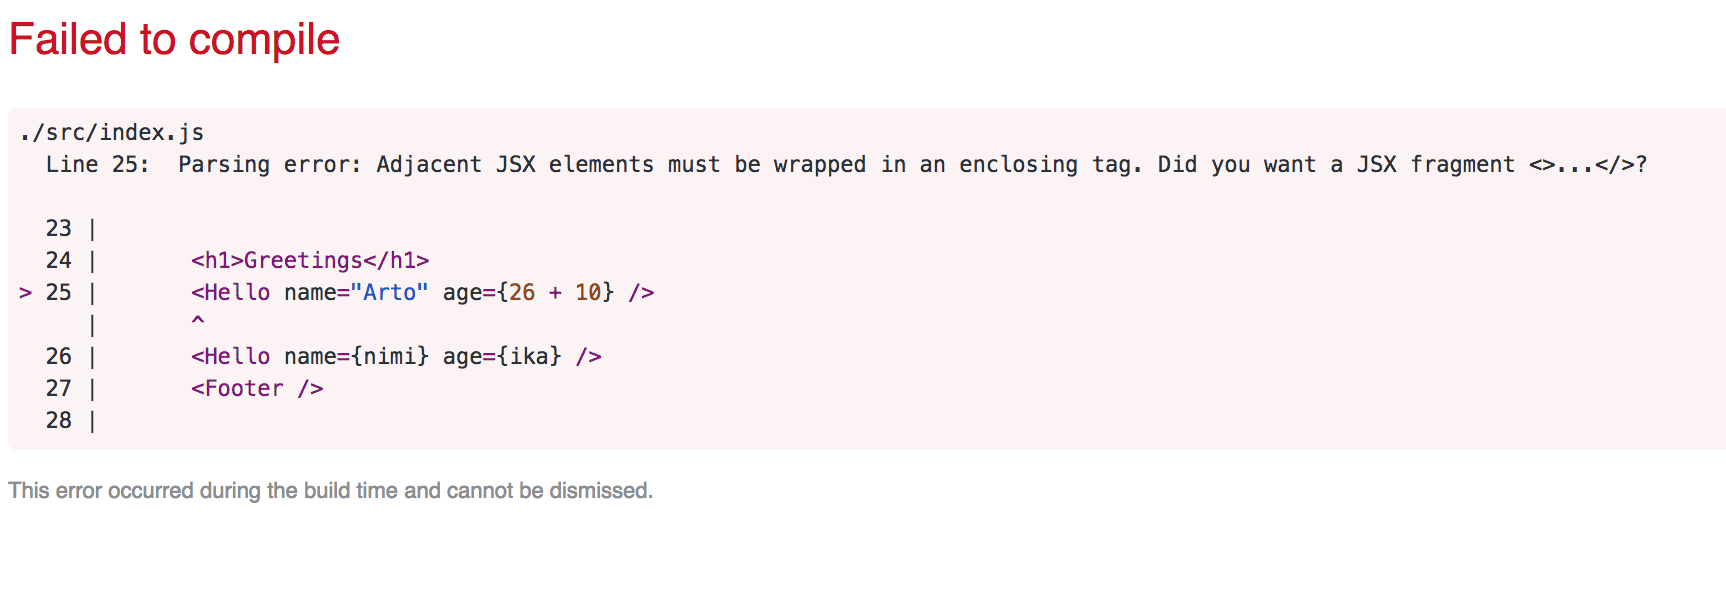 Failed to compile
./src/index.js
Line 25:  Parsing error: Adjacent JSX elements must be wrapped in an enclosing tag. Did you want a JSX fragment <>...</>?
23 |
24 |       <h1>Greetings</h1>
> 25 |       <Hello name="Arto" age={26 + 10} />
|       ^
26 |       <Hello name={nimi} age={ika} />
27 |       <Footer />
28 |
This error occurred during the build time and cannot be dismissed.